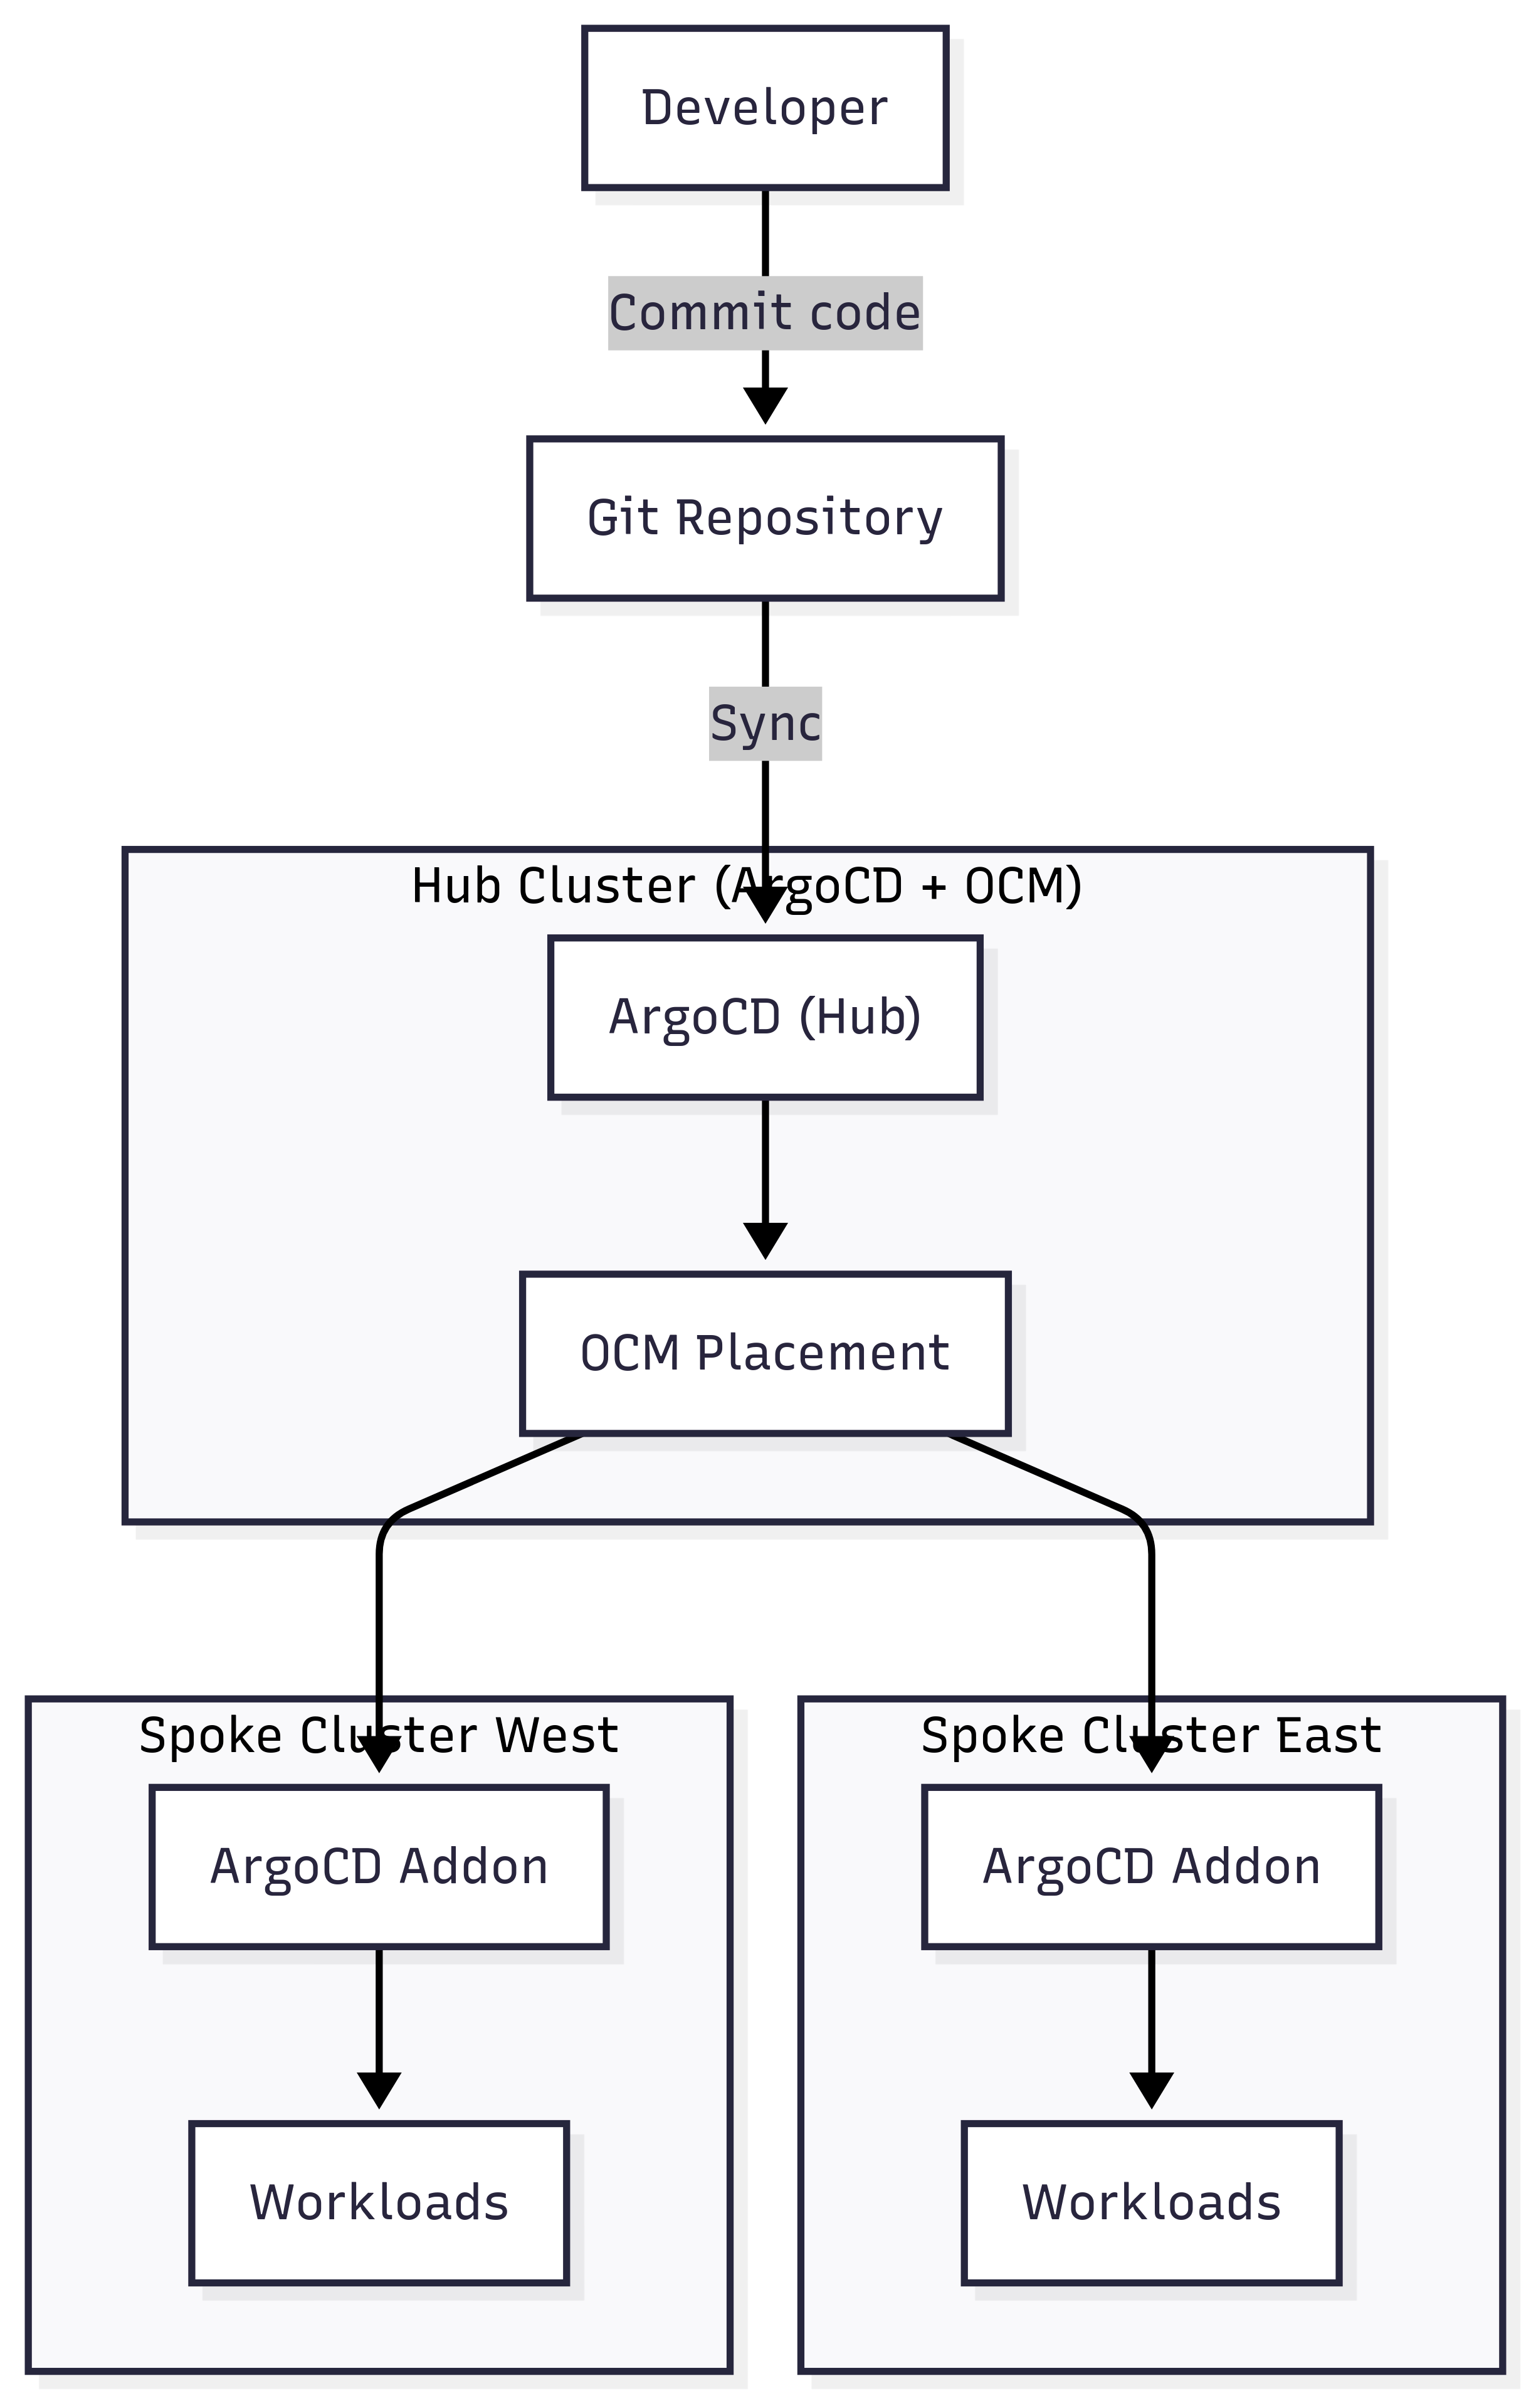 Developer
Commit code
Git Repository
Sync
Hub Cluster (ArgoCD + OCM)
ArgoCD (Hub)
OCM Placement
Spoke Cluster West
Spoke Cluster East
ArgoCD Addon
ArgoCD Addon
Workloads
Workloads